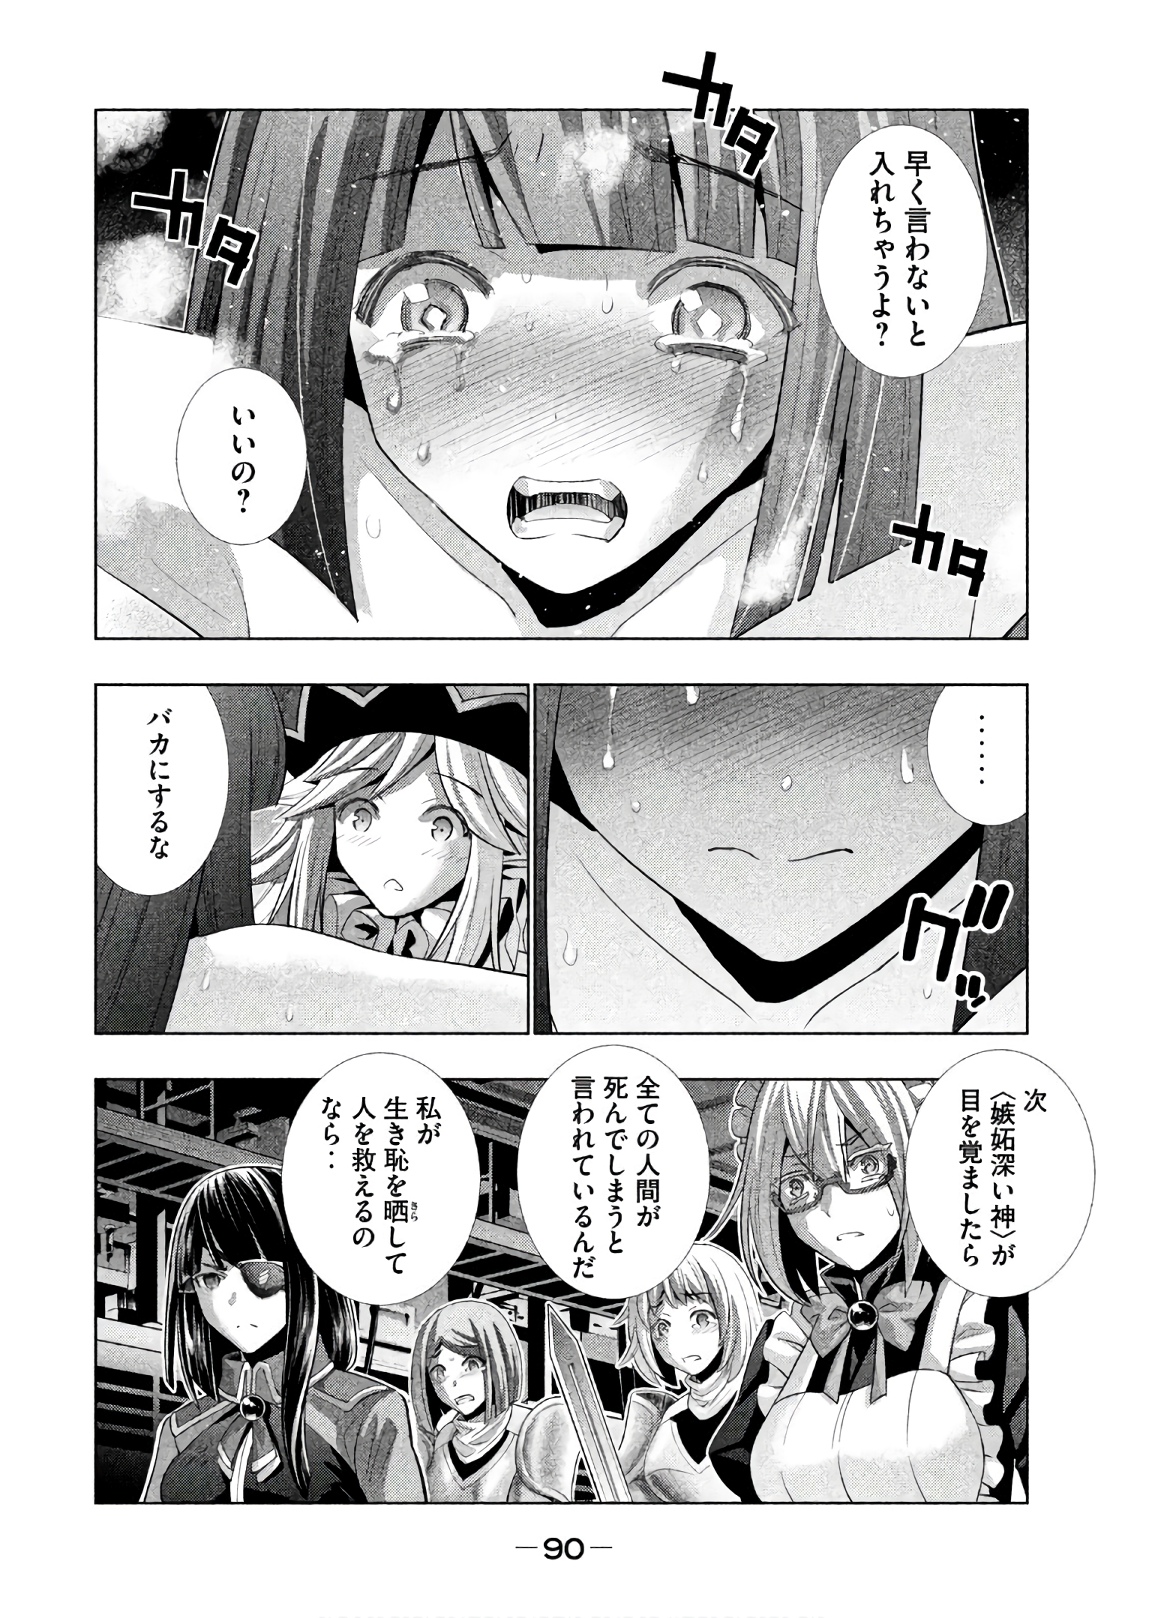 カタ
早く言わないと
入れちゃうよ?
カタ
いいの?
カタ
‥‥‥
グッ
バカにするな
次
〈嫉妬深い神〉が
目を覚ましたら
全ての人間が
死んでしまうと
言われているんだ
私が
生き恥を晒して
さら
人を救えるの
なら‥
—90—